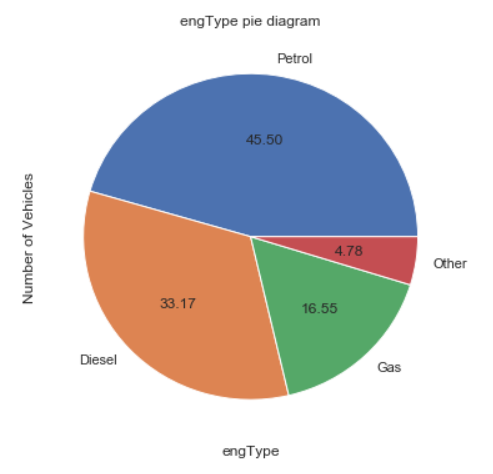 engType pie diagram
Petrol
45.50
Number of Vehicles
4.78
Other
33.17
16.55
Diesel
Gas
engType